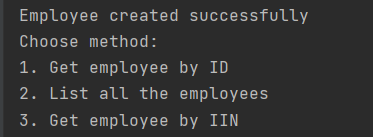 Employee created successfully
Choose method:
1. Get employee by ID
2. List all the employees
3. Get employee by IIN